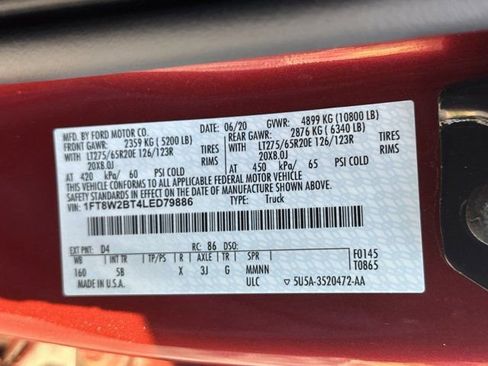 MFD. BY FORD MOTOR CO. 06/20 GVWR: 4899 KG (10800 LB)
FRONT GAWR: 2359 KG ( 5200 LB) REAR GAWR: 2876 KG ( 6340 LB)
WITH LT275/65R20E 126/123R TIRES WITH LT275/65R20E 126/123R TIRES
20X8.0J RIMS 20X8.0J RIMS
AT 420 kPa/ 60 PSI COLD AT 450 kPa/ 65 PSI COLD
THIS VEHICLE CONFORMS TO ALL APPLICABLE FEDERAL MOTOR VEHICLE
SAFETY STANDARDS IN EFFECT ON THE DATE OF MANUFACTURE SHOWN ABOVE.
VIN: 1FT8W2BT4LED79886 TYPE: Truck
EXT PNT: D4 RC: 86 DSO: F0145
WB INT TR TP/PS R AXLE TR SPR T0865
160 5B X 3J G MMNN
MADE IN U.S.A. ULC 5U5A-3520472-AA